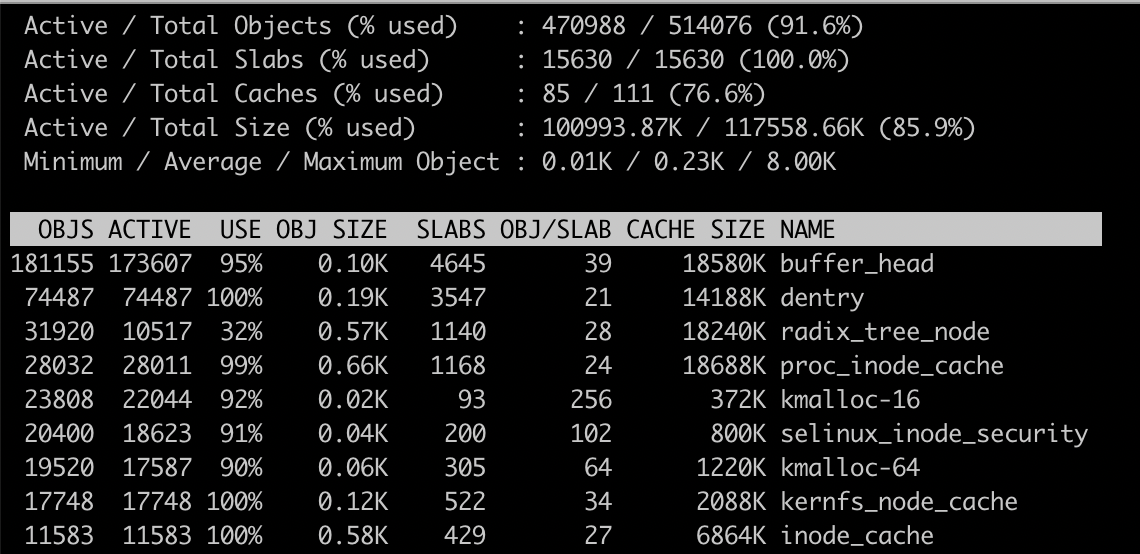 Active / Total Objects (% used)    : 470988 / 514076 (91.6%)
Active / Total Slabs (% used)      : 15630 / 15630 (100.0%)
Active / Total Caches (% used)     : 85 / 111 (76.6%)
Active / Total Size (% used)       : 100993.87K / 117558.66K (85.9%)
Minimum / Average / Maximum Object : 0.01K / 0.23K / 8.00K
  OBJS ACTIVE  USE OBJ SIZE  SLABS OBJ/SLAB CACHE SIZE NAME
181155 173607  95%    0.10K   4645       39     18580K buffer_head
 74487  74487 100%    0.19K   3547       21     14188K dentry
 31920  10517  32%    0.57K   1140       28     18240K radix_tree_node
 28032  28011  99%    0.66K   1168       24     18688K proc_inode_cache
 23808  22044  92%    0.02K     93      256       372K kmalloc-16
 20400  18623  91%    0.04K    200      102       800K selinux_inode_security
 19520  17587  90%    0.06K    305       64      1220K kmalloc-64
 17748  17748 100%    0.12K    522       34      2088K kernfs_node_cache
 11583  11583 100%    0.58K    429       27      6864K inode_cache